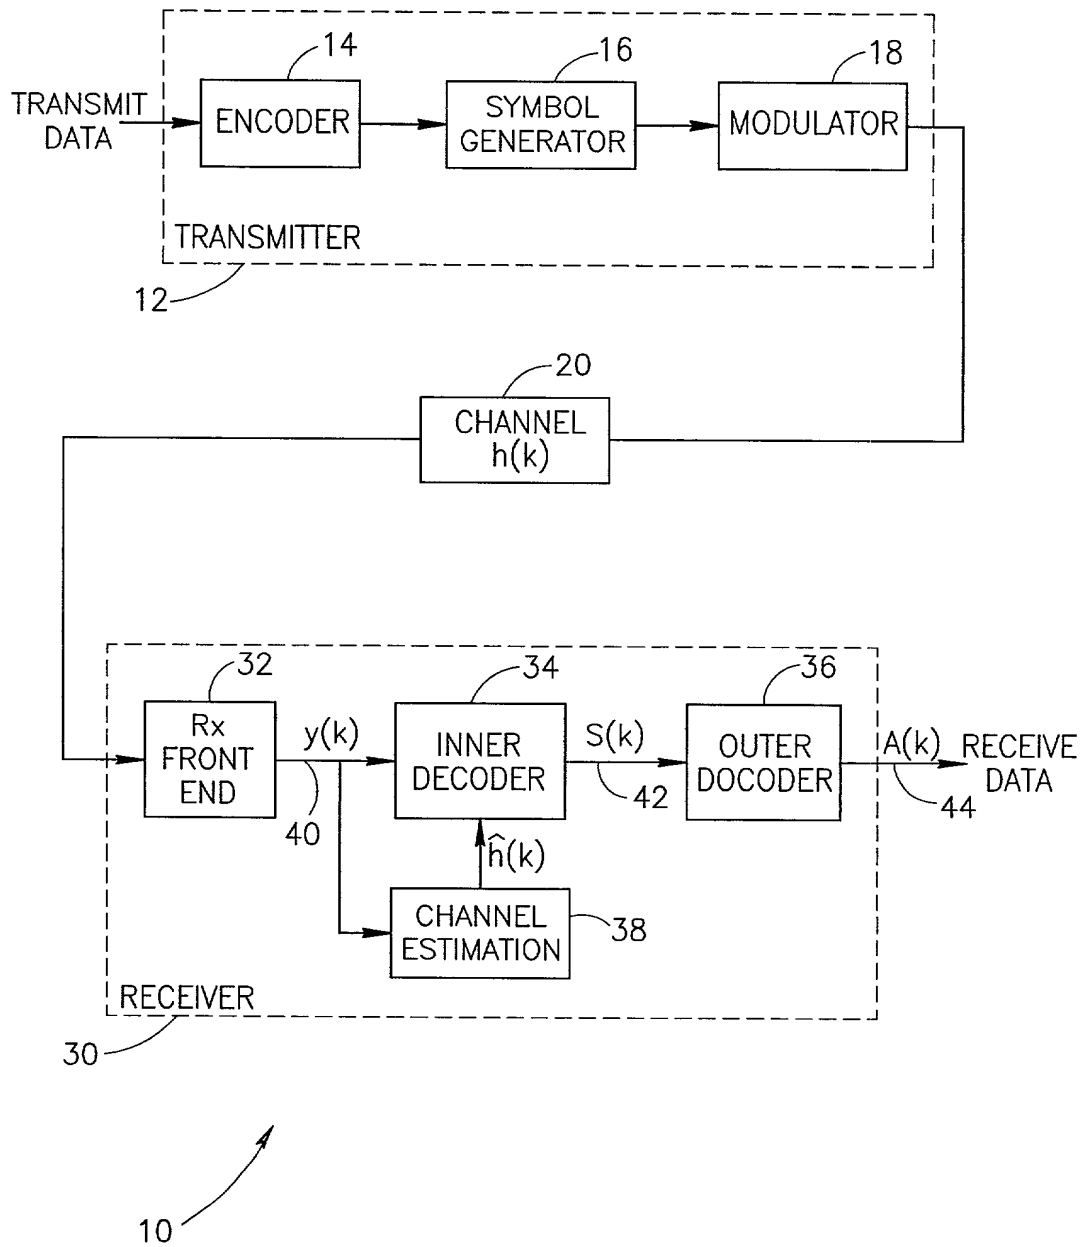 14
16
18
TRANSMIT
DATA
ENCODER
SYMBOL
GENERATOR
MODULATOR
TRANSMITTER
12
20
CHANNEL
h(k)
32
34
36
Rx
FRONT
END
y(k)
40
INNER
DECODER
S(k)
42
OUTER
DOCODER
A(k)
44
RECEIVE
DATA
ĥ(k)
CHANNEL
ESTIMATION
38
RECEIVER
30
10